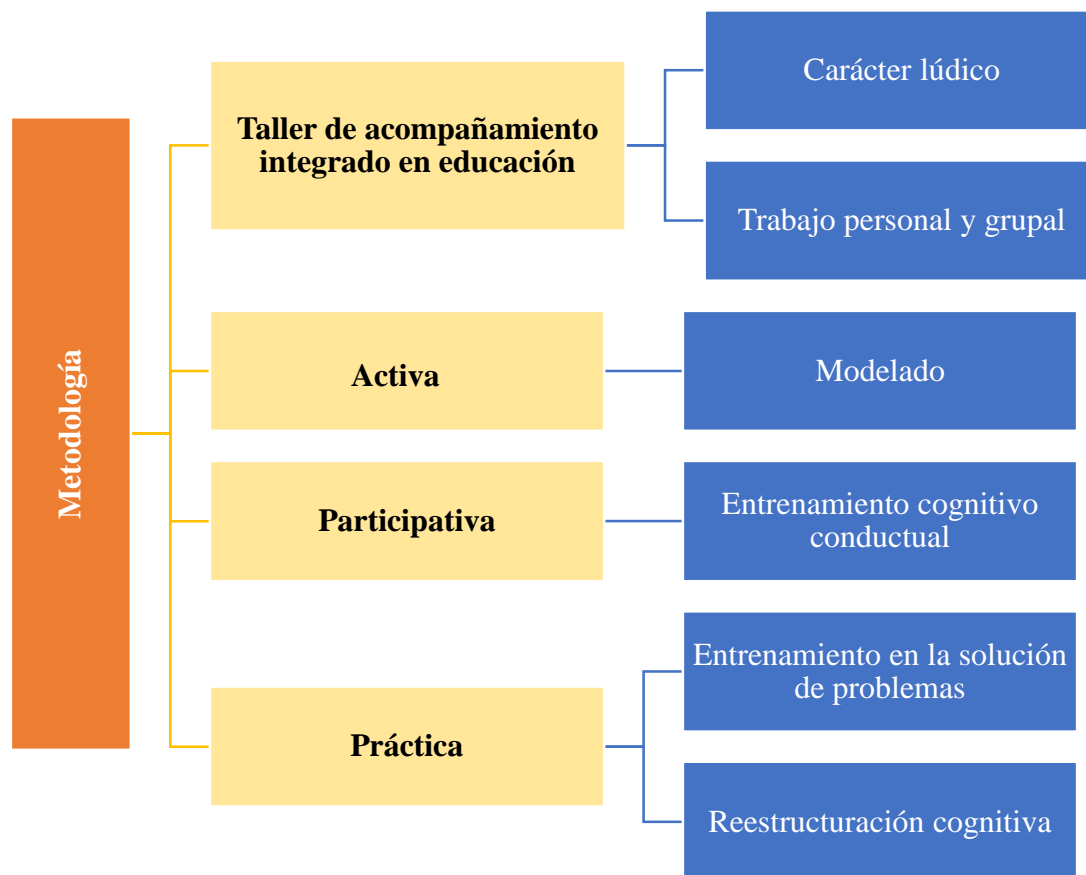 Metodología
Taller de acompañamiento
integrado en educación
Carácter lúdico
Trabajo personal y grupal
Activa
Modelado
Participativa
Entrenamiento cognitivo
conductual
Práctica
Entrenamiento en la solución
de problemas
Reestructuración cognitiva